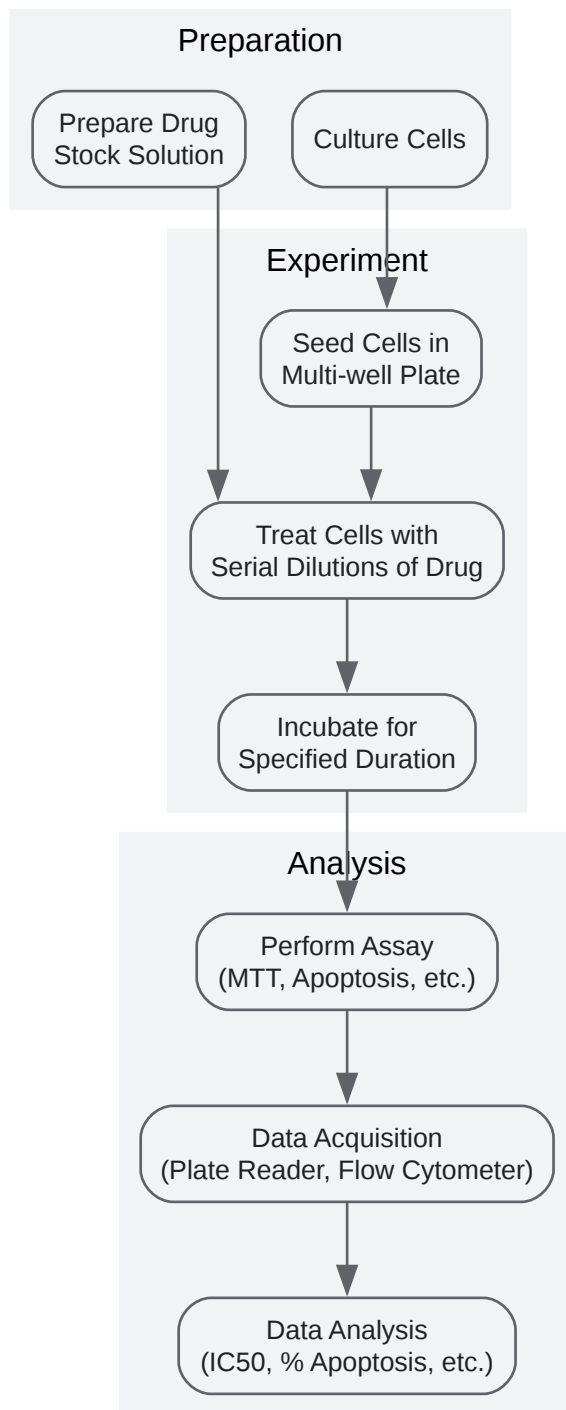 Preparation
Prepare Drug
Stock Solution
Culture Cells
Experiment
Seed Cells in
Multi-well Plate
Treat Cells with
Serial Dilutions of Drug
Incubate for
Specified Duration
Analysis
Perform Assay
(MTT, Apoptosis, etc.)
Data Acquisition
(Plate Reader, Flow Cytometer)
Data Analysis
(IC50, % Apoptosis, etc.)